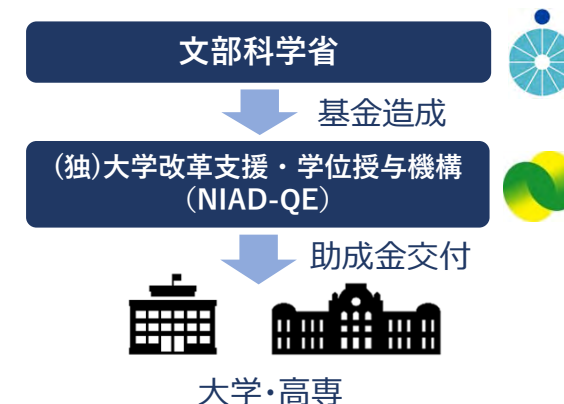 文部科学省
基金造成
(独)大学改革支援・学位授与機構
(NIAD-QE)
助成金交付
大学・高専